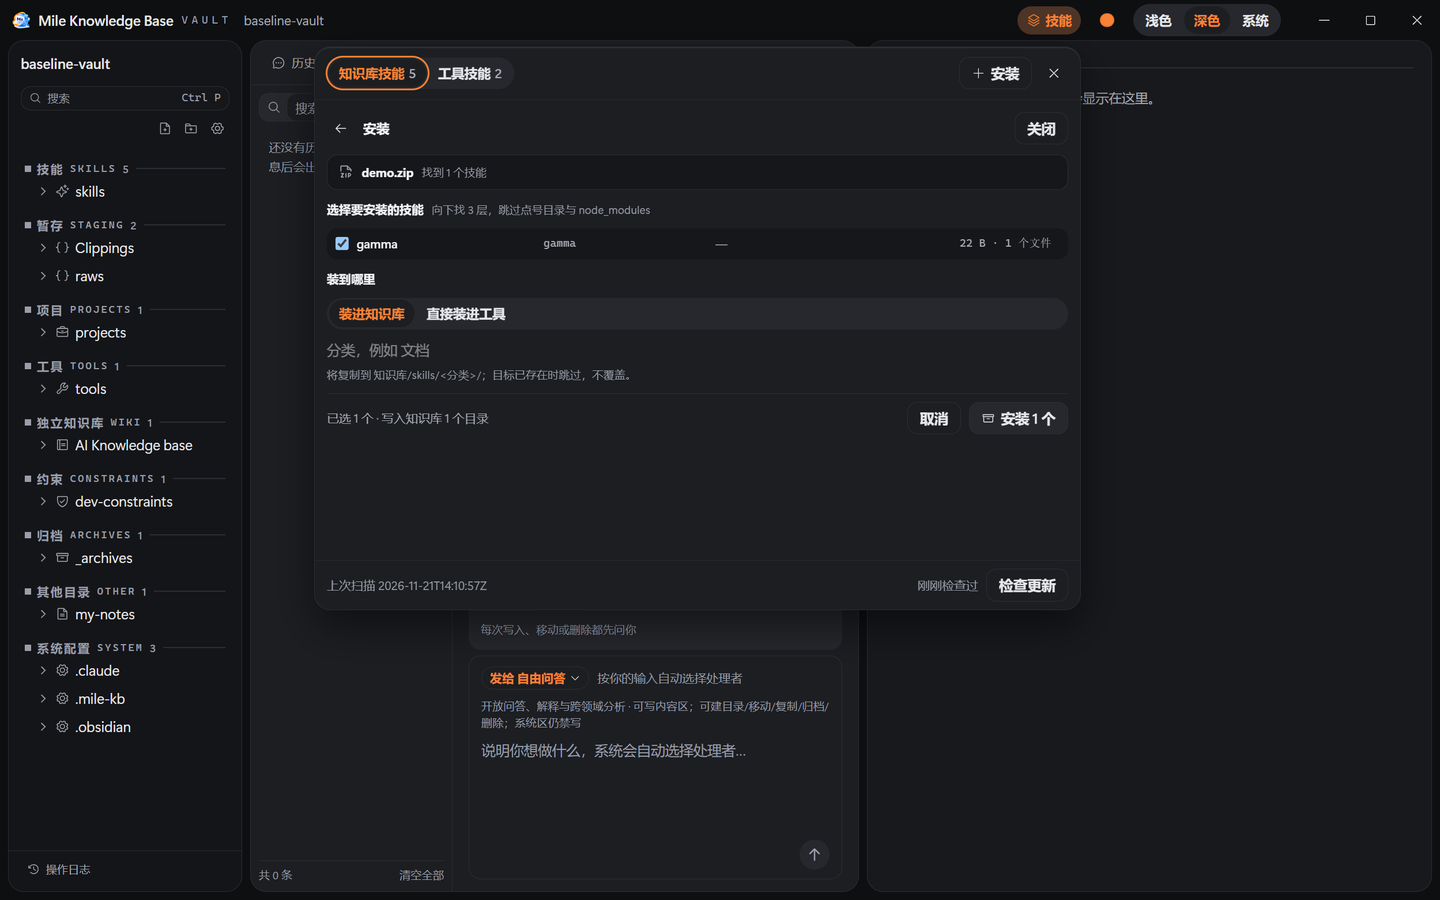 Mile Knowledge Base VAULT baseline-vault
技能
浅色 深色 系统
baseline-vault
搜索 Ctrl P
技能 SKILLS 5
skills
暂存 STAGING 2
Clippings
raws
项目 PROJECTS 1
projects
工具 TOOLS 1
tools
独立知识库 WIKI 1
AI Knowledge base
约束 CONSTRAINTS 1
dev-constraints
归档 ARCHIVES 1
_archives
其他目录 OTHER 1
my-notes
系统配置 SYSTEM 3
.claude
.mile-kb
.obsidian
操作日志
历史
搜索
还没有历
息后会出
共 0 条 清空全部
知识库技能 5 工具技能 2
安装
安装
关闭
ZIP demo.zip 找到 1 个技能
选择要安装的技能 向下找 3 层，跳过点号目录与 node_modules
gamma gamma — 22 B · 1 个文件
装到哪里
装进知识库 直接装进工具
分类，例如 文档
将复制到 知识库/skills/<分类>/；目标已存在时跳过，不覆盖。
已选 1 个 · 写入知识库 1 个目录
取消 安装 1 个
上次扫描 2026-11-21T14:10:57Z
刚刚检查过 检查更新
每次写入、移动或删除都先问你
发给 自由问答 按你的输入自动选择处理者
开放问答、解释与跨领域分析 · 可写内容区；可建目录/移动/复制/归档/
删除；系统区仍禁写
说明你想做什么，系统会自动选择处理者...
显示在这里。